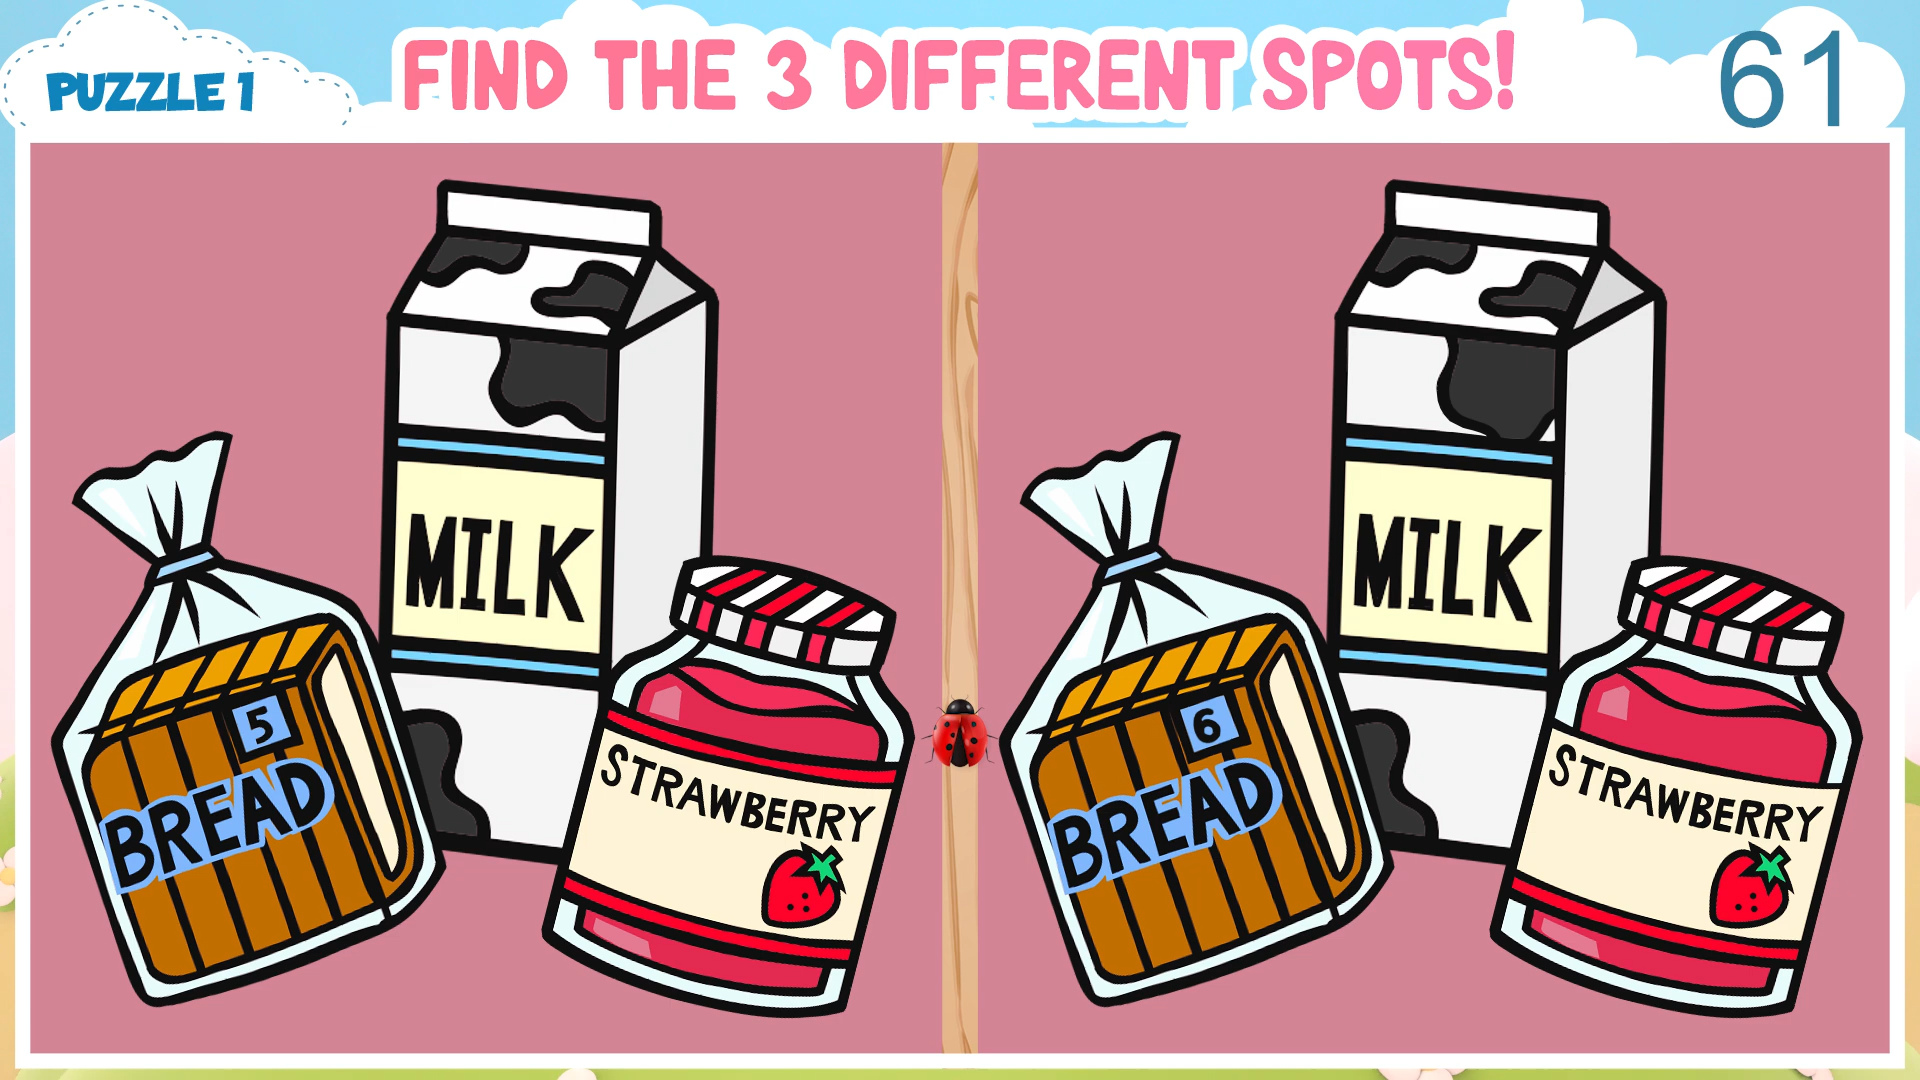 PUZZLE 1
FIND THE 3 DIFFERENT SPOTS!
61
MILK
5
BREAD
STRAWBERRY
MILK
6
BREAD
STRAWBERRY